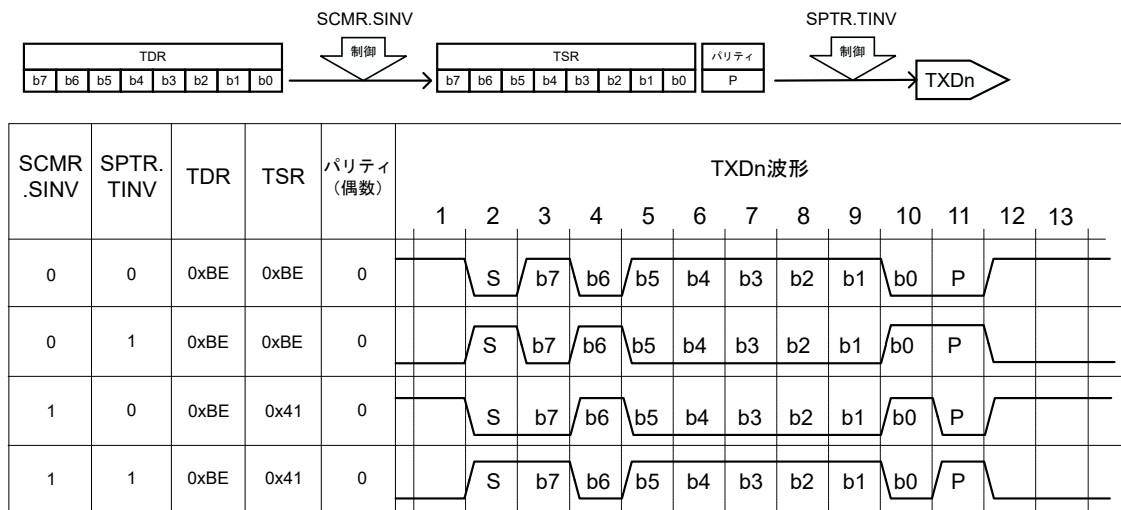 SCMR.SINV
SPTR.TINV
TDR
制御
TSR
パリティ
制御
b7 b6 b5 b4 b3 b2 b1 b0
b7 b6 b5 b4 b3 b2 b1 b0
P
TXDn
SCMR
.SINV
SPTR.
TINV
TDR
TSR
パリティ
(偶数)
TXDn波形
1 2 3 4 5 6 7 8 9 10 11 12 13
0 0 0xBE 0xBE 0 S b7 b6 b5 b4 b3 b2 b1 b0 P
0 1 0xBE 0xBE 0 S b7 b6 b5 b4 b3 b2 b1 b0 P
1 0 0xBE 0x41 0 S b7 b6 b5 b4 b3 b2 b1 b0 P
1 1 0xBE 0x41 0 S b7 b6 b5 b4 b3 b2 b1 b0 P